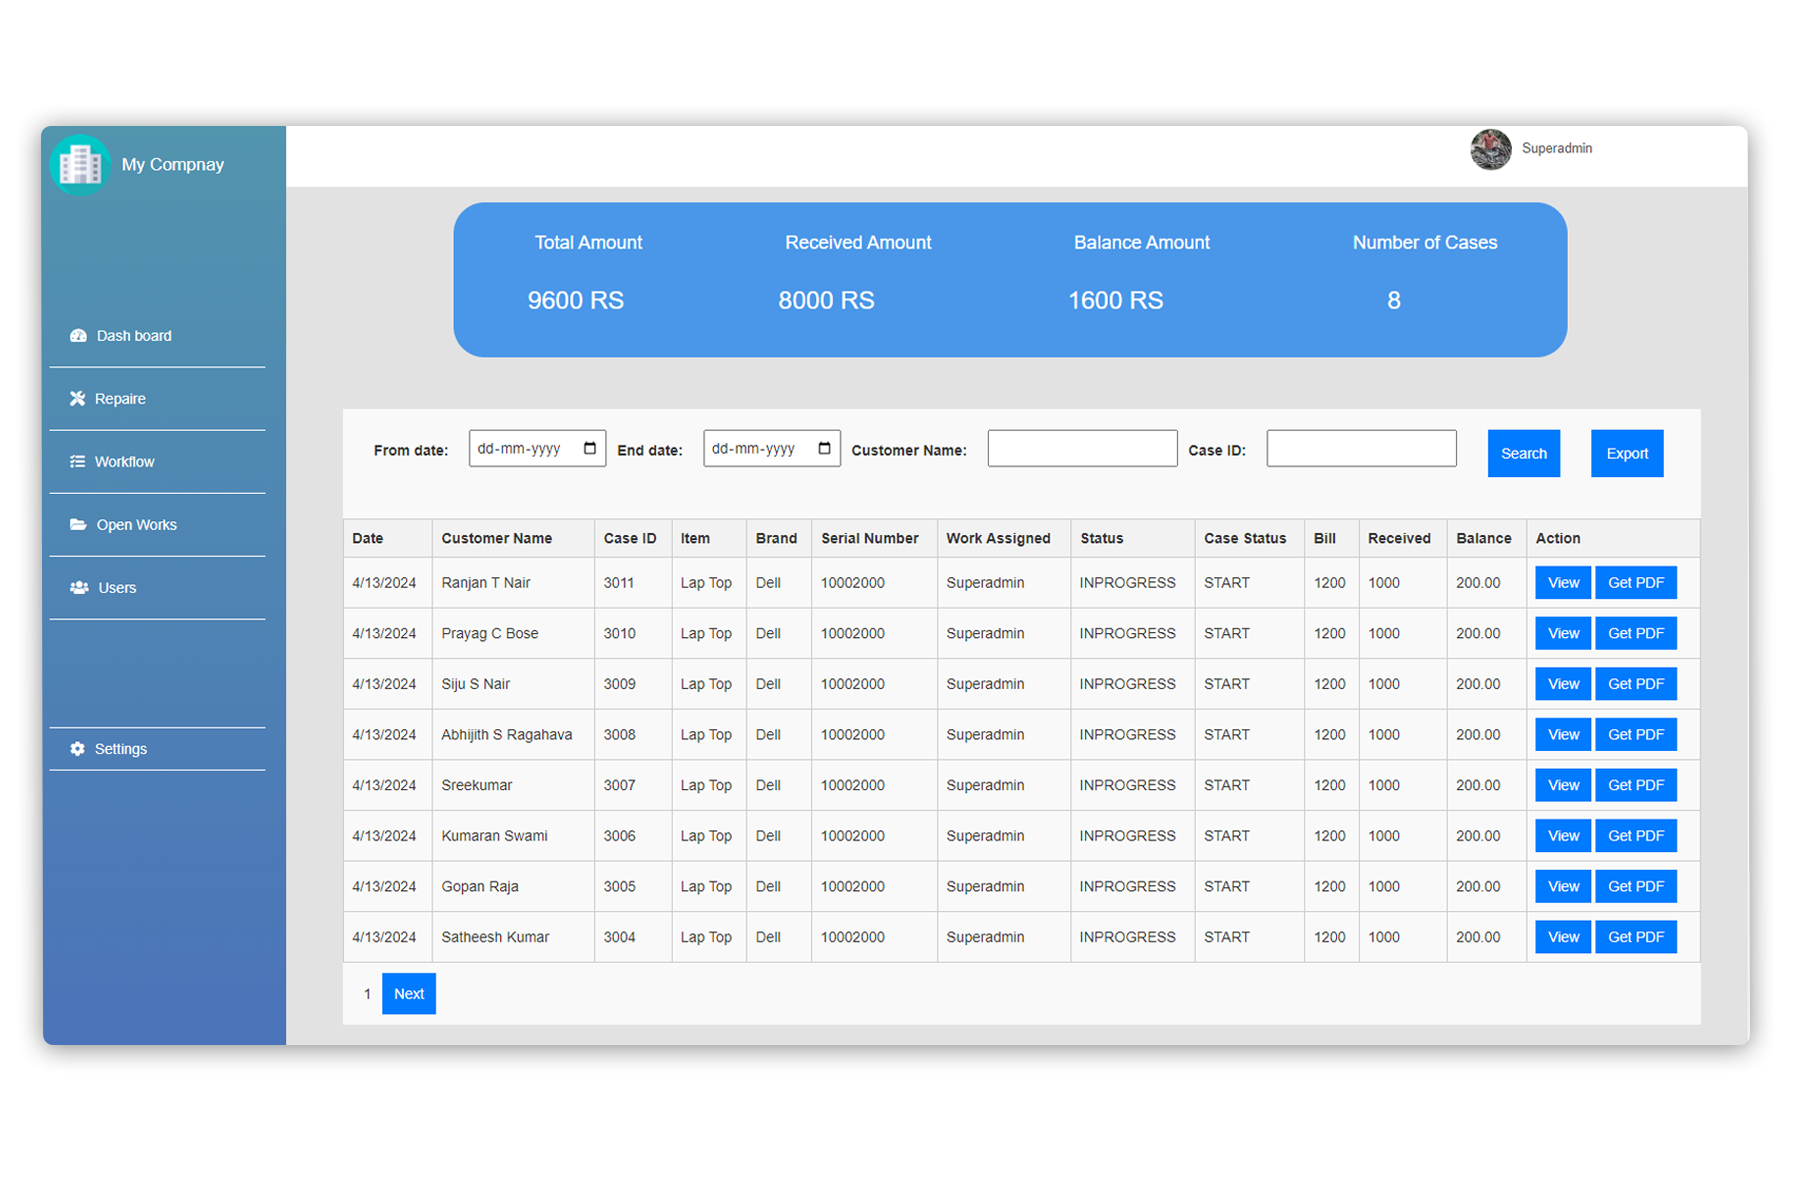 My Compnay
Superadmin
Total Amount Received Amount Balance Amount Number of Cases
9600 RS 8000 RS 1600 RS 8
Dash board
Repaire
Workflow
Open Works
Users
Settings
From date: dd-mm-yyyy End date: dd-mm-yyyy Customer Name: Case ID: Search Export
Date Customer Name Case ID Item Brand Serial Number Work Assigned Status Case Status Bill Received Balance Action
4/13/2024 Ranjan T Nair 3011 Lap Top Dell 10002000 Superadmin INPROGRESS START 1200 1000 200.00 View Get PDF
4/13/2024 Prayag C Bose 3010 Lap Top Dell 10002000 Superadmin INPROGRESS START 1200 1000 200.00 View Get PDF
4/13/2024 Siju S Nair 3009 Lap Top Dell 10002000 Superadmin INPROGRESS START 1200 1000 200.00 View Get PDF
4/13/2024 Abhijith S Ragahava 3008 Lap Top Dell 10002000 Superadmin INPROGRESS START 1200 1000 200.00 View Get PDF
4/13/2024 Sreekumar 3007 Lap Top Dell 10002000 Superadmin INPROGRESS START 1200 1000 200.00 View Get PDF
4/13/2024 Kumaran Swami 3006 Lap Top Dell 10002000 Superadmin INPROGRESS START 1200 1000 200.00 View Get PDF
4/13/2024 Gopan Raja 3005 Lap Top Dell 10002000 Superadmin INPROGRESS START 1200 1000 200.00 View Get PDF
4/13/2024 Satheesh Kumar 3004 Lap Top Dell 10002000 Superadmin INPROGRESS START 1200 1000 200.00 View Get PDF
1 Next